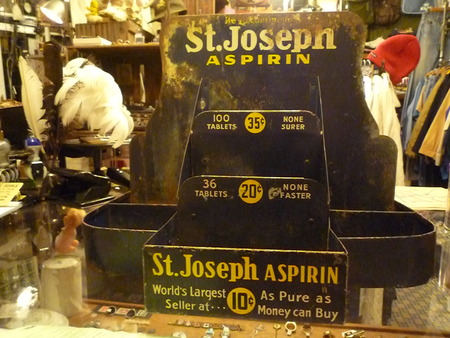 St. Joseph
ASPIRIN
100 TABLETS 35¢ NONE SURER
36 TABLETS 20¢ NONE FASTER
St. Joseph ASPIRIN
World's Largest Seller at... 10¢ As Pure as Money can Buy